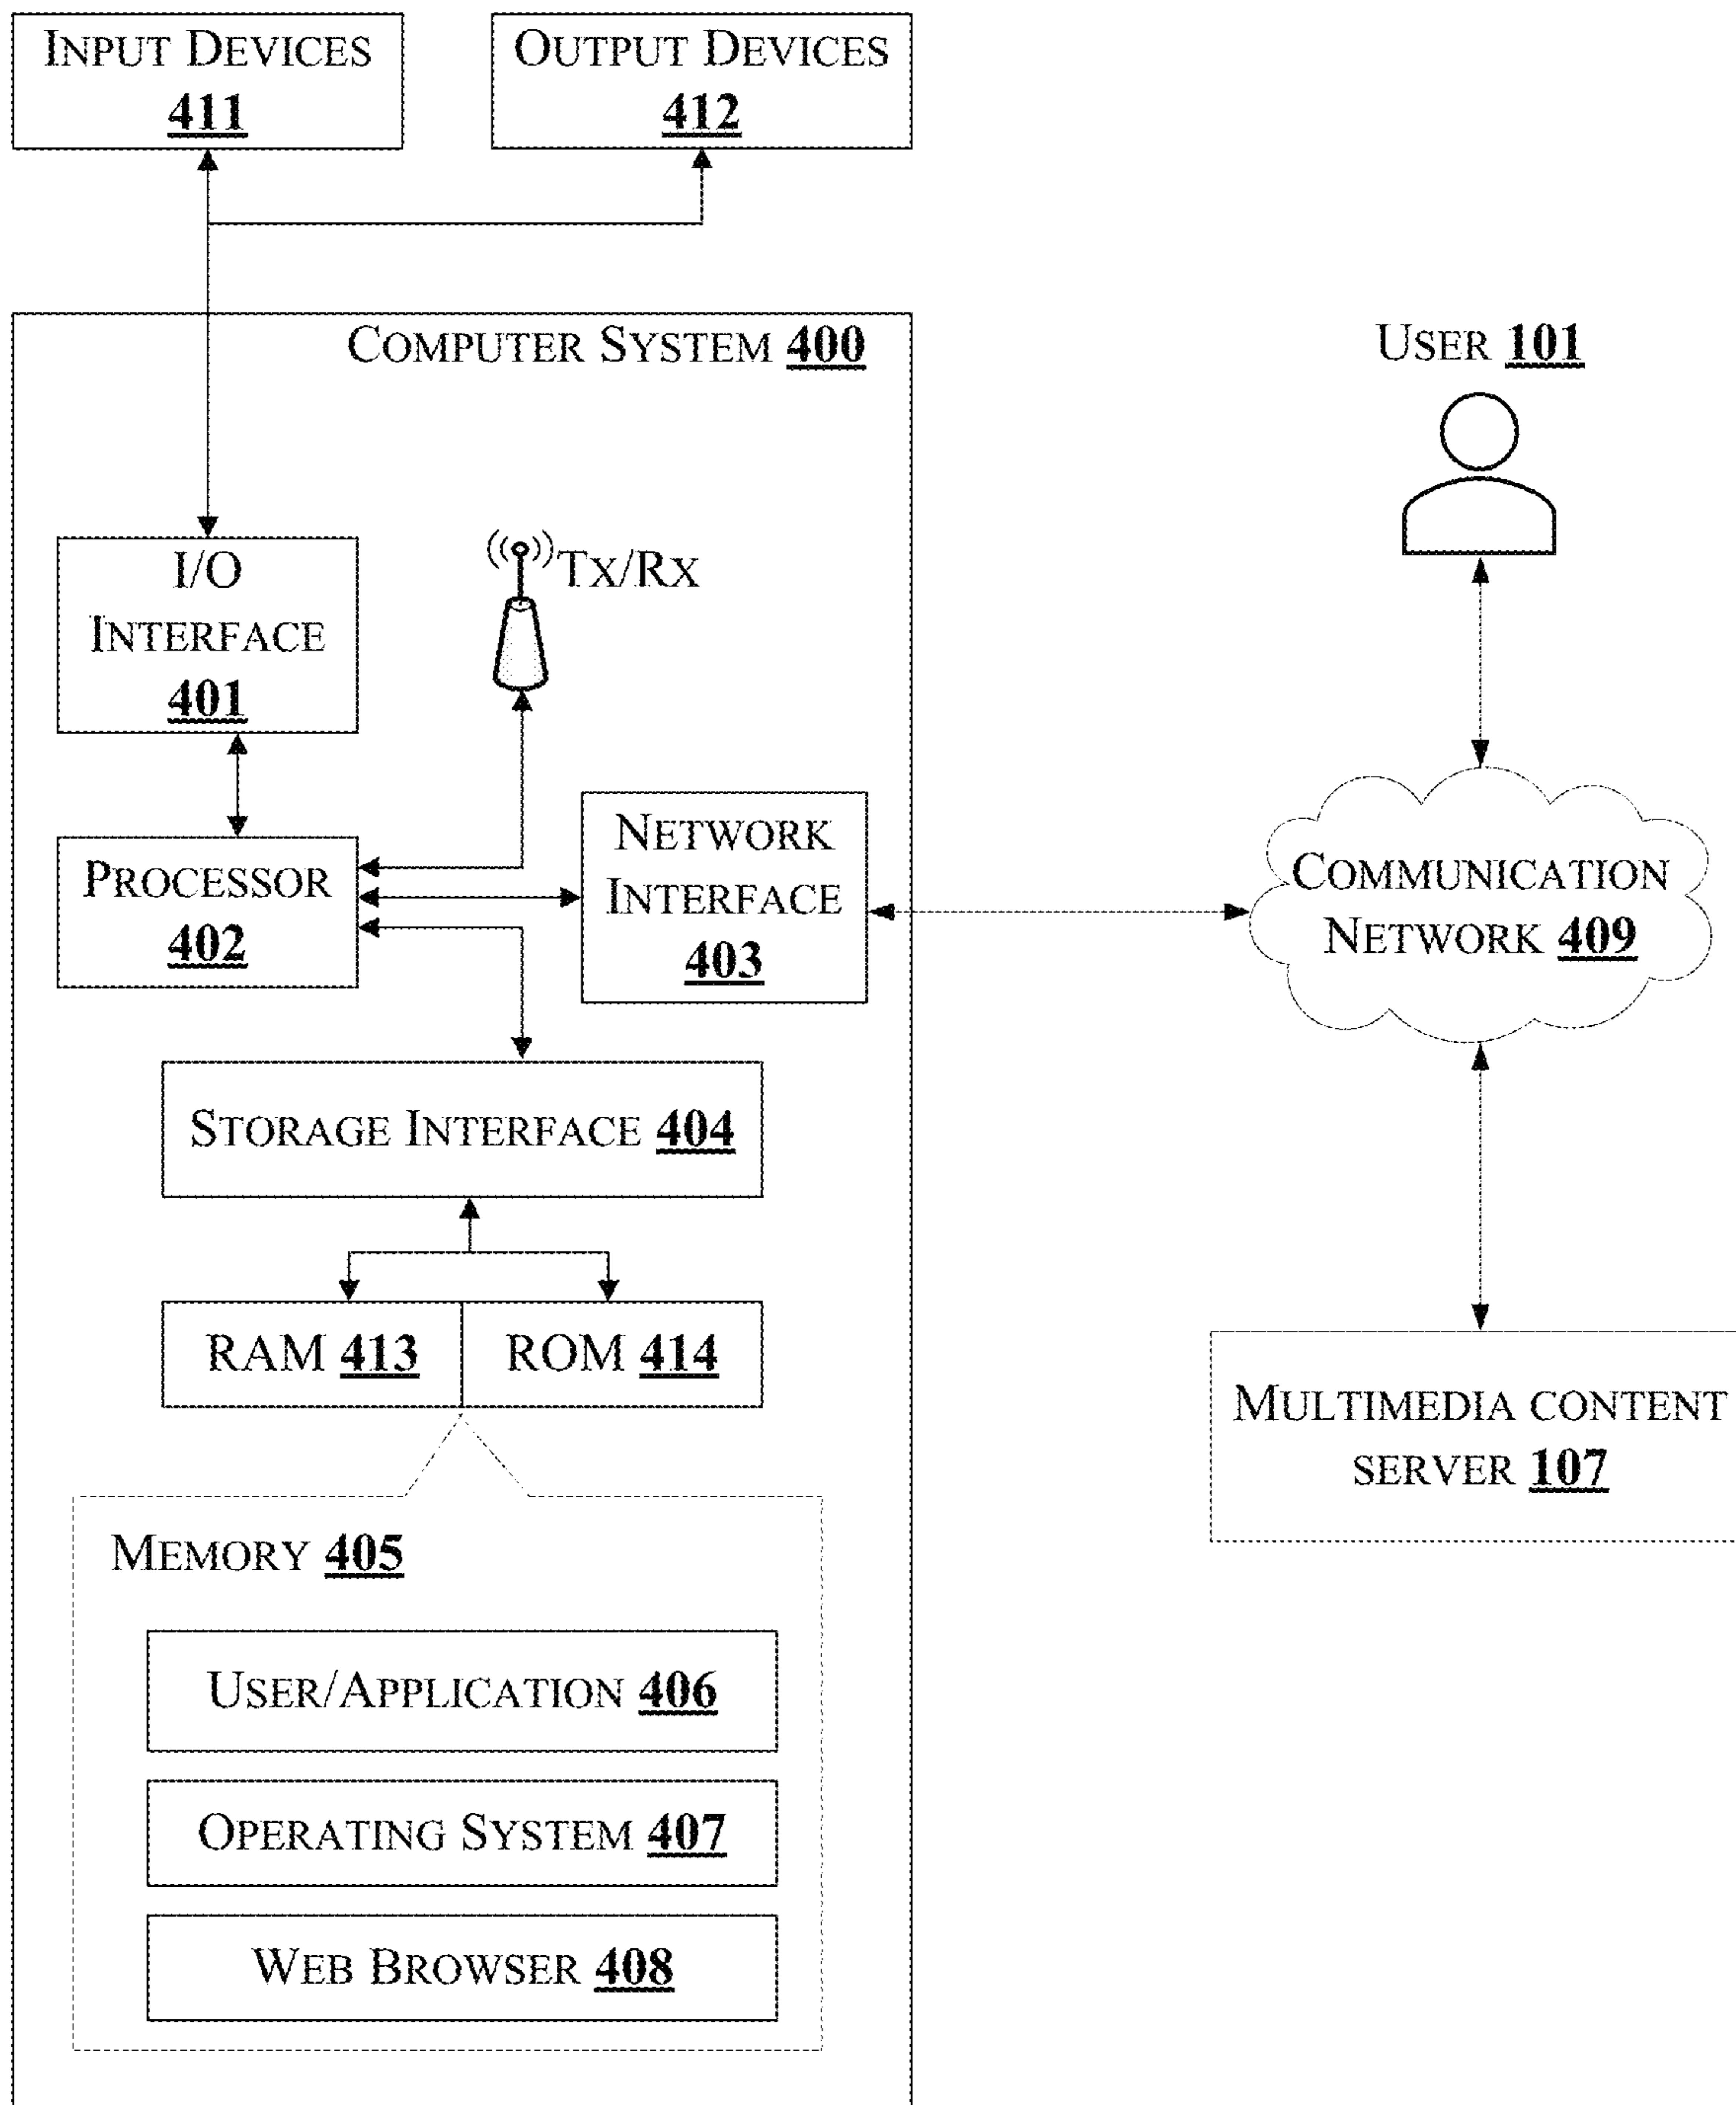 INPUT DEVICES
411
OUTPUT DEVICES
412
COMPUTER SYSTEM 400
USER 101
I/O
INTERFACE
401
TX/RX
PROCESSOR
402
NETWORK
INTERFACE
403
COMMUNICATION
NETWORK 409
STORAGE INTERFACE 404
RAM 413
ROM 414
MULTIMEDIA CONTENT
SERVER 107
MEMORY 405
USER/APPLICATION 406
OPERATING SYSTEM 407
WEB BROWSER 408